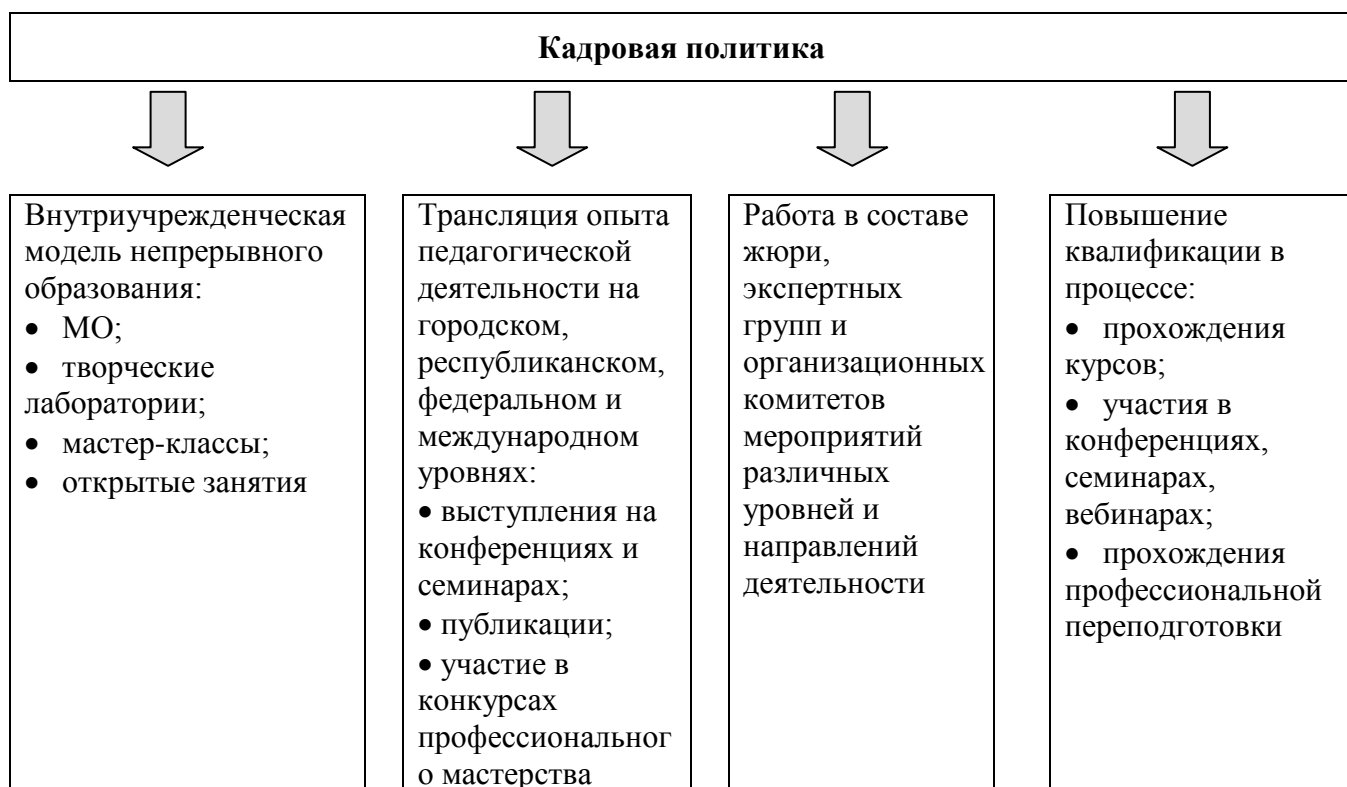 Кадровая политика
Внутриучрежденческая
модель непрерывного
образования:
• МО;
• творческие
лаборатории;
• мастер-классы;
• открытые занятия
Трансляция опыта
педагогической
деятельности на
городском,
республиканском,
федеральном и
международном
уровнях:
• выступления на
конференциях и
семинарах;
• публикации;
• участие в
конкурсах
профессиональног
о мастерства
Работа в составе
жюри,
экспертных
групп и
организационных
комитетов
мероприятий
различных
уровней и
направлений
деятельности
Повышение
квалификации в
процессе:
• прохождения
курсов;
• участия в
конференциях,
семинарах,
вебинарах;
• прохождения
профессиональной
переподготовки